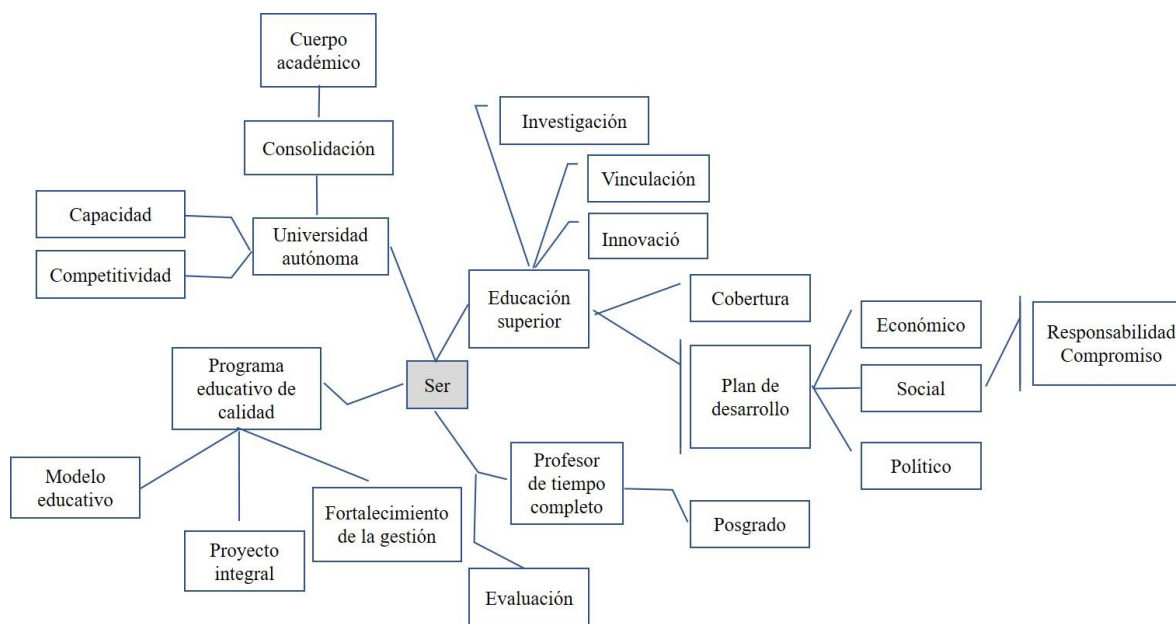 Cuerpo
académico
Investigación
Consolidación
Vinculación
Capacidad
Universidad
autónoma
Innovació
Competitividad
Educación
superior
Cobertura
Económico
Responsabilidad
Compromiso
Programa
educativo de
calidad
Ser
Plan de
desarrollo
Social
Modelo
educativo
Profesor
de tiempo
completo
Político
Fortalecimiento
de la gestión
Posgrado
Proyecto
integral
Evaluación